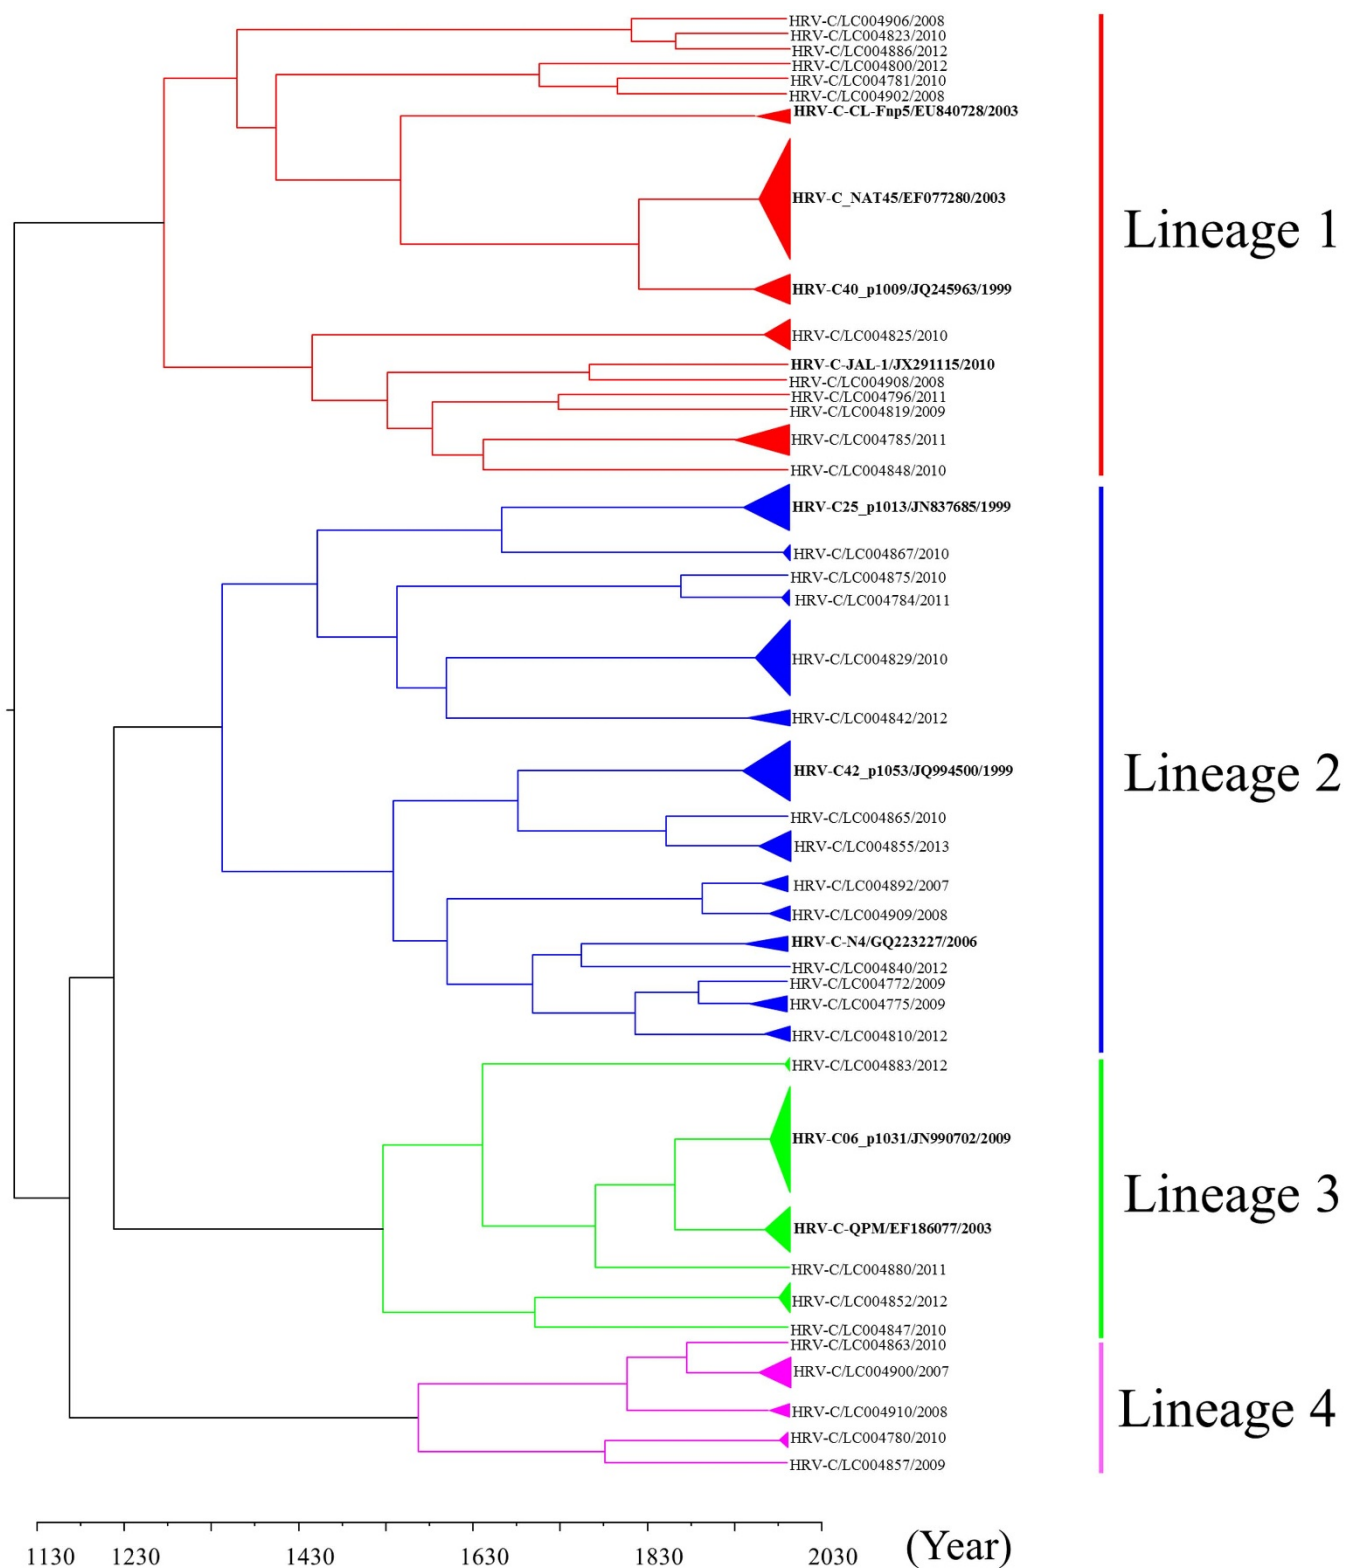 HRV-C/LC004906/2008
HRV-C/LC004823/2010
HRV-C/LC004886/2012
HRV-C/LC004800/2012
HRV-C/LC004781/2010
HRV-C/LC004902/2008
HRV-C-CL-Fnp5/EU840728/2003
HRV-C_NAT45/EF077280/2003
Lineage 1
HRV-C40_p1009/JQ245963/1999
HRV-C/LC004825/2010
HRV-C-JAL-1/JX291115/2010
HRV-C/LC004908/2008
HRV-C/LC004796/2011
HRV-C/LC004819/2009
HRV-C/LC004785/2011
HRV-C/LC004848/2010
HRV-C25_p1013/JN837685/1999
HRV-C/LC004867/2010
HRV-C/LC004875/2010
HRV-C/LC004784/2011
HRV-C/LC004829/2010
HRV-C/LC004842/2012
HRV-C42_p1053/JQ994500/1999
Lineage 2
HRV-C/LC004865/2010
HRV-C/LC004855/2013
HRV-C/LC004892/2007
HRV-C/LC004909/2008
HRV-C-N4/GQ223227/2006
HRV-C/LC004840/2012
HRV-C/LC004772/2009
HRV-C/LC004775/2009
HRV-C/LC004810/2012
HRV-C/LC004883/2012
HRV-C06_p1031/JN990702/2009
Lineage 3
HRV-C-QPM/EF186077/2003
HRV-C/LC004880/2011
HRV-C/LC004852/2012
HRV-C/LC004847/2010
HRV-C/LC004863/2010
HRV-C/LC004900/2007
HRV-C/LC004910/2008
Lineage 4
HRV-C/LC004780/2010
HRV-C/LC004857/2009
1130 1230 1430 1630 1830 2030 (Year)